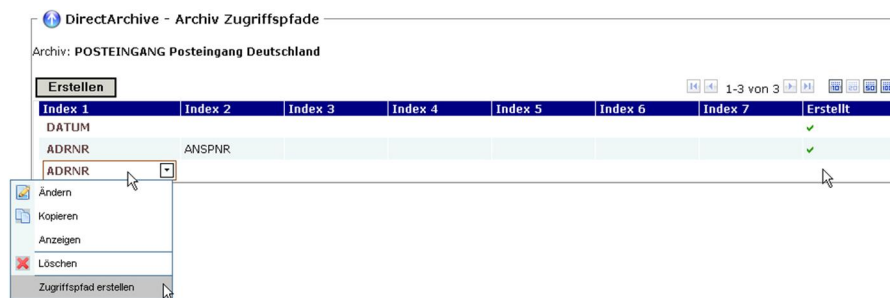 DirectArchive - Archiv Zugriffspfade
Archiv: POSTEINGANG Posteingang Deutschland
Erstellen
1-3 von 3
Index 1 Index 2 Index 3 Index 4 Index 5 Index 6 Index 7 Erstellt
DATUM
ADRNR ANSPNR
ADRNR
Ändern
Kopieren
Anzeigen
Löschen
Zugriffspfad erstellen